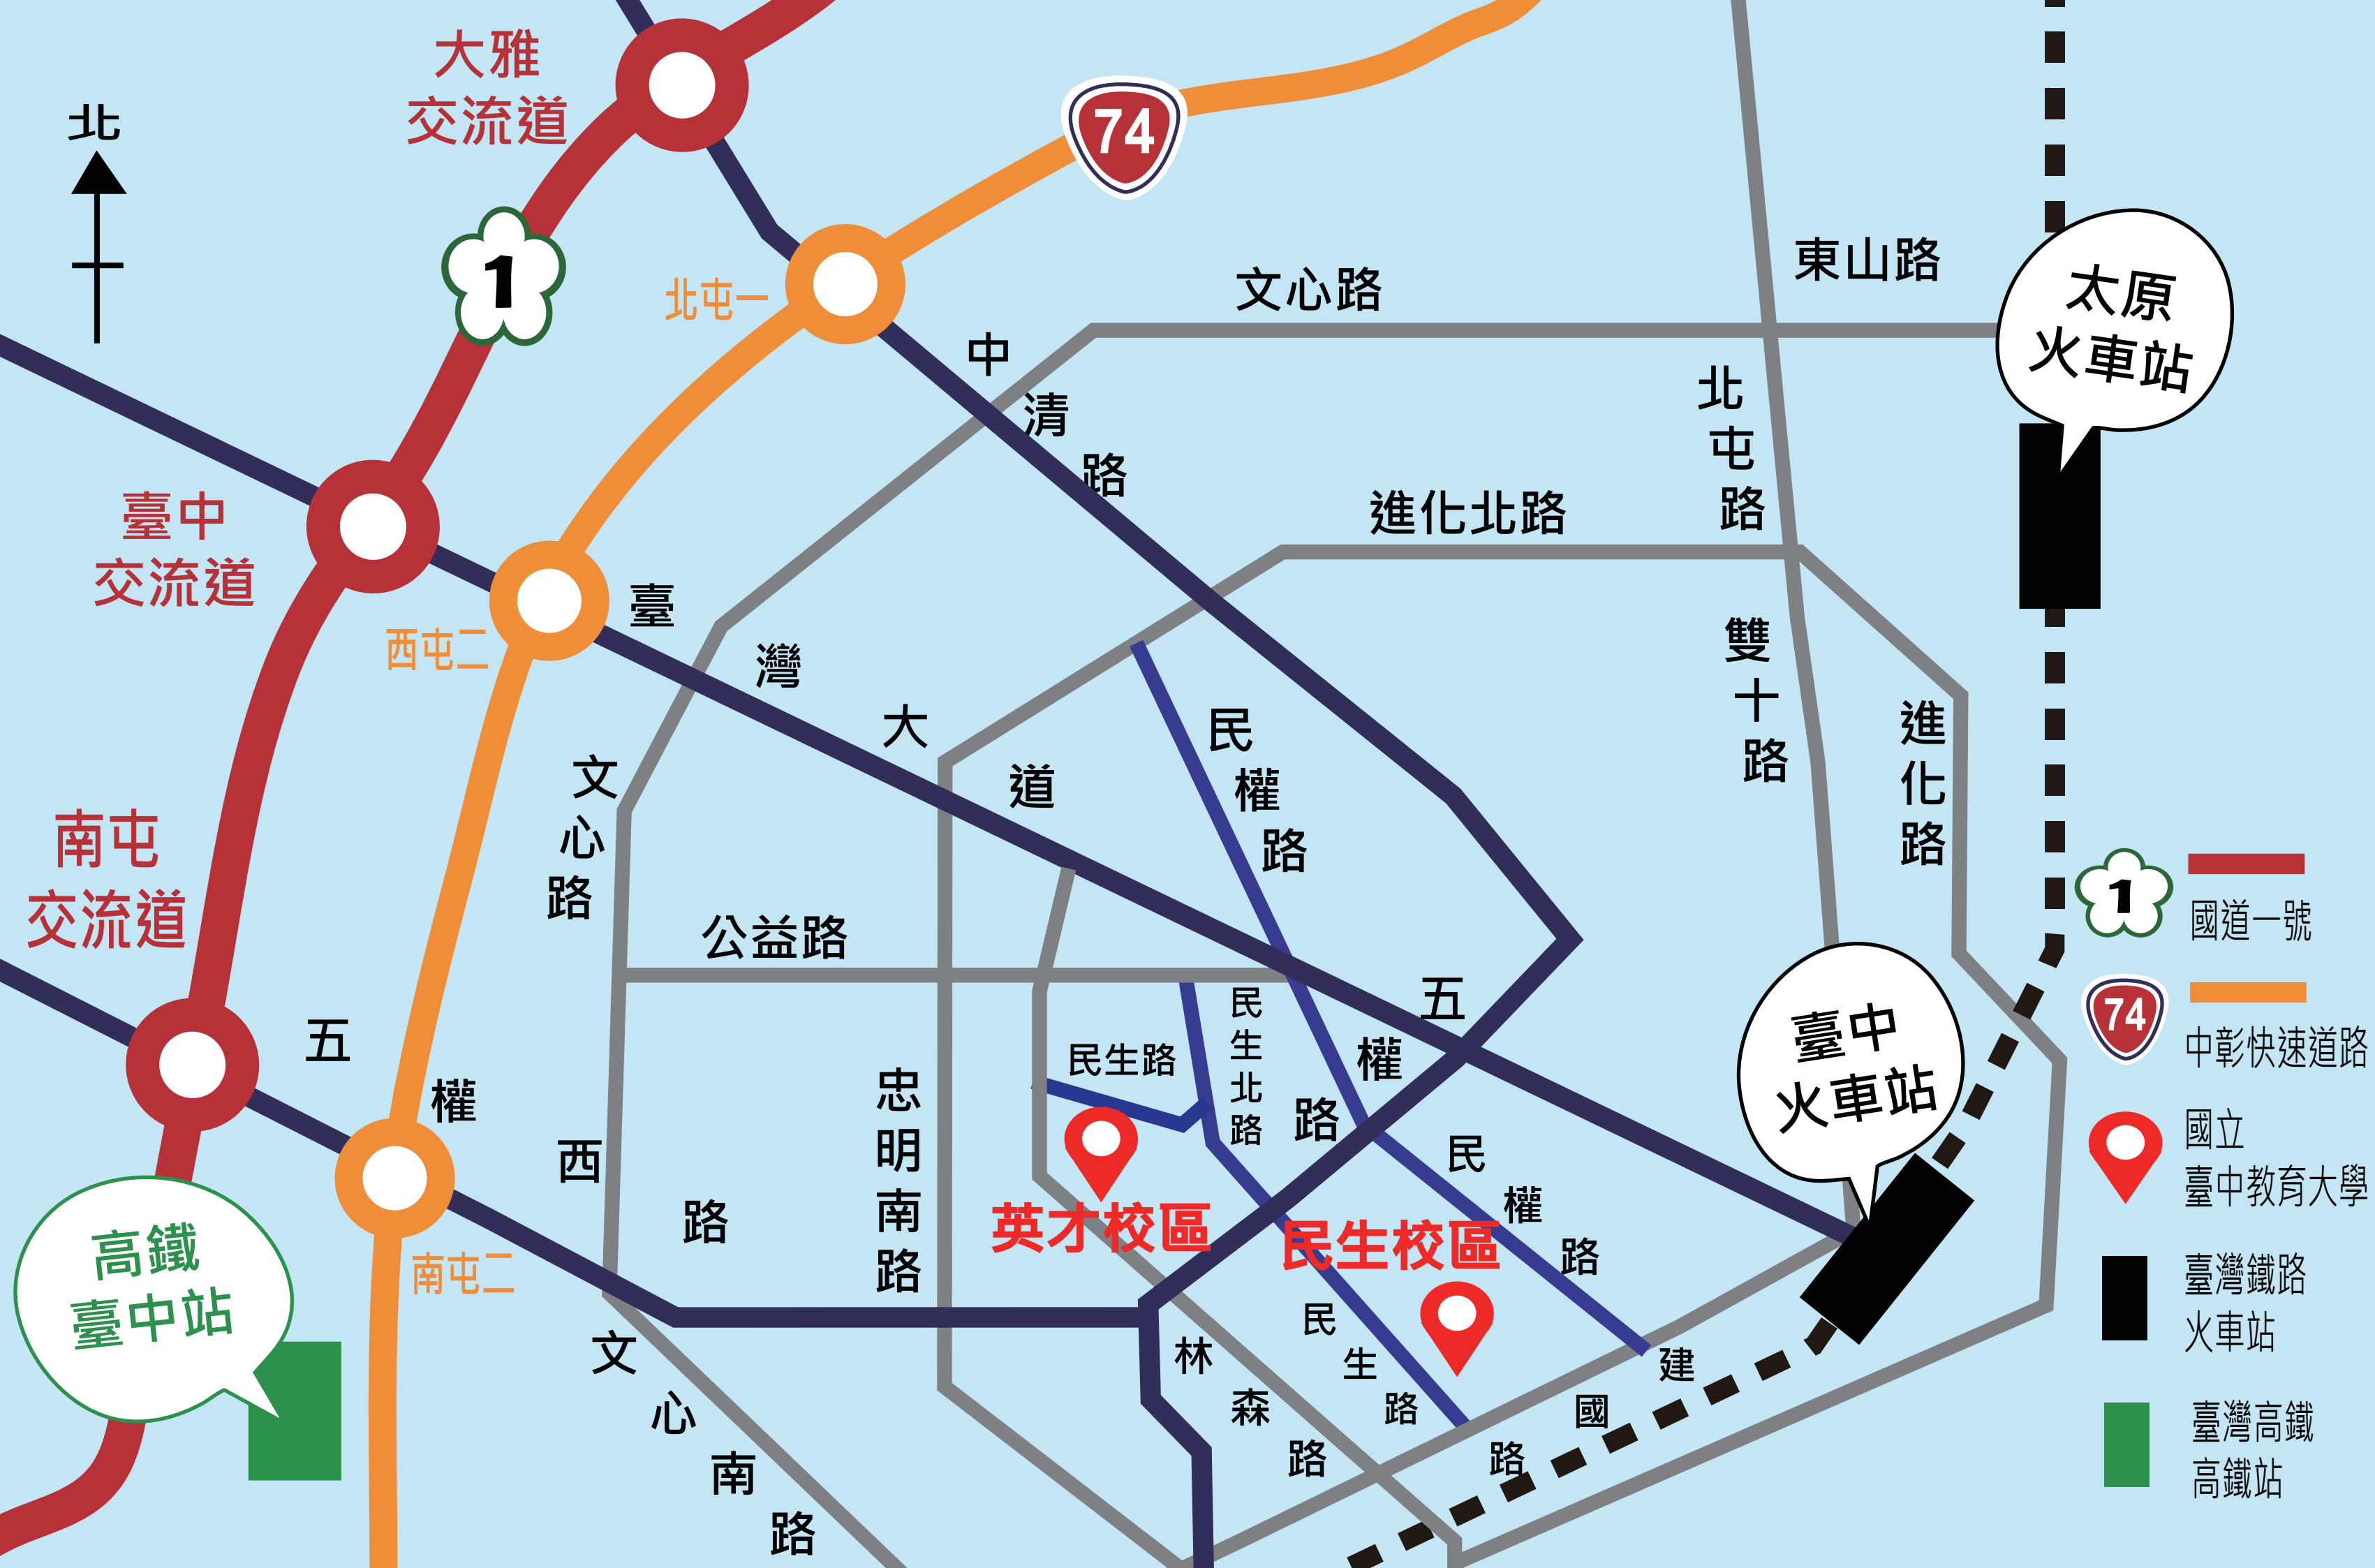 大雅
交流道
北
74
1
北屯一
文心路
東山路
太原
火車站
中清路
北屯路
進化北路
臺中
交流道
西屯二
臺灣大道
雙十路
進化路
民權路
文心路
南屯
交流道
公益路
1
國道一號
五權西路
五權路
民生北路
民生路
忠明南路
臺中
火車站
74
中彰快速道路
國立
臺中教育大學
民權路
英才校區
民生校區
高鐵
臺中站
南屯二
臺灣鐵路
火車站
民生路
林森路
建國路
文心南路
臺灣高鐵
高鐵站